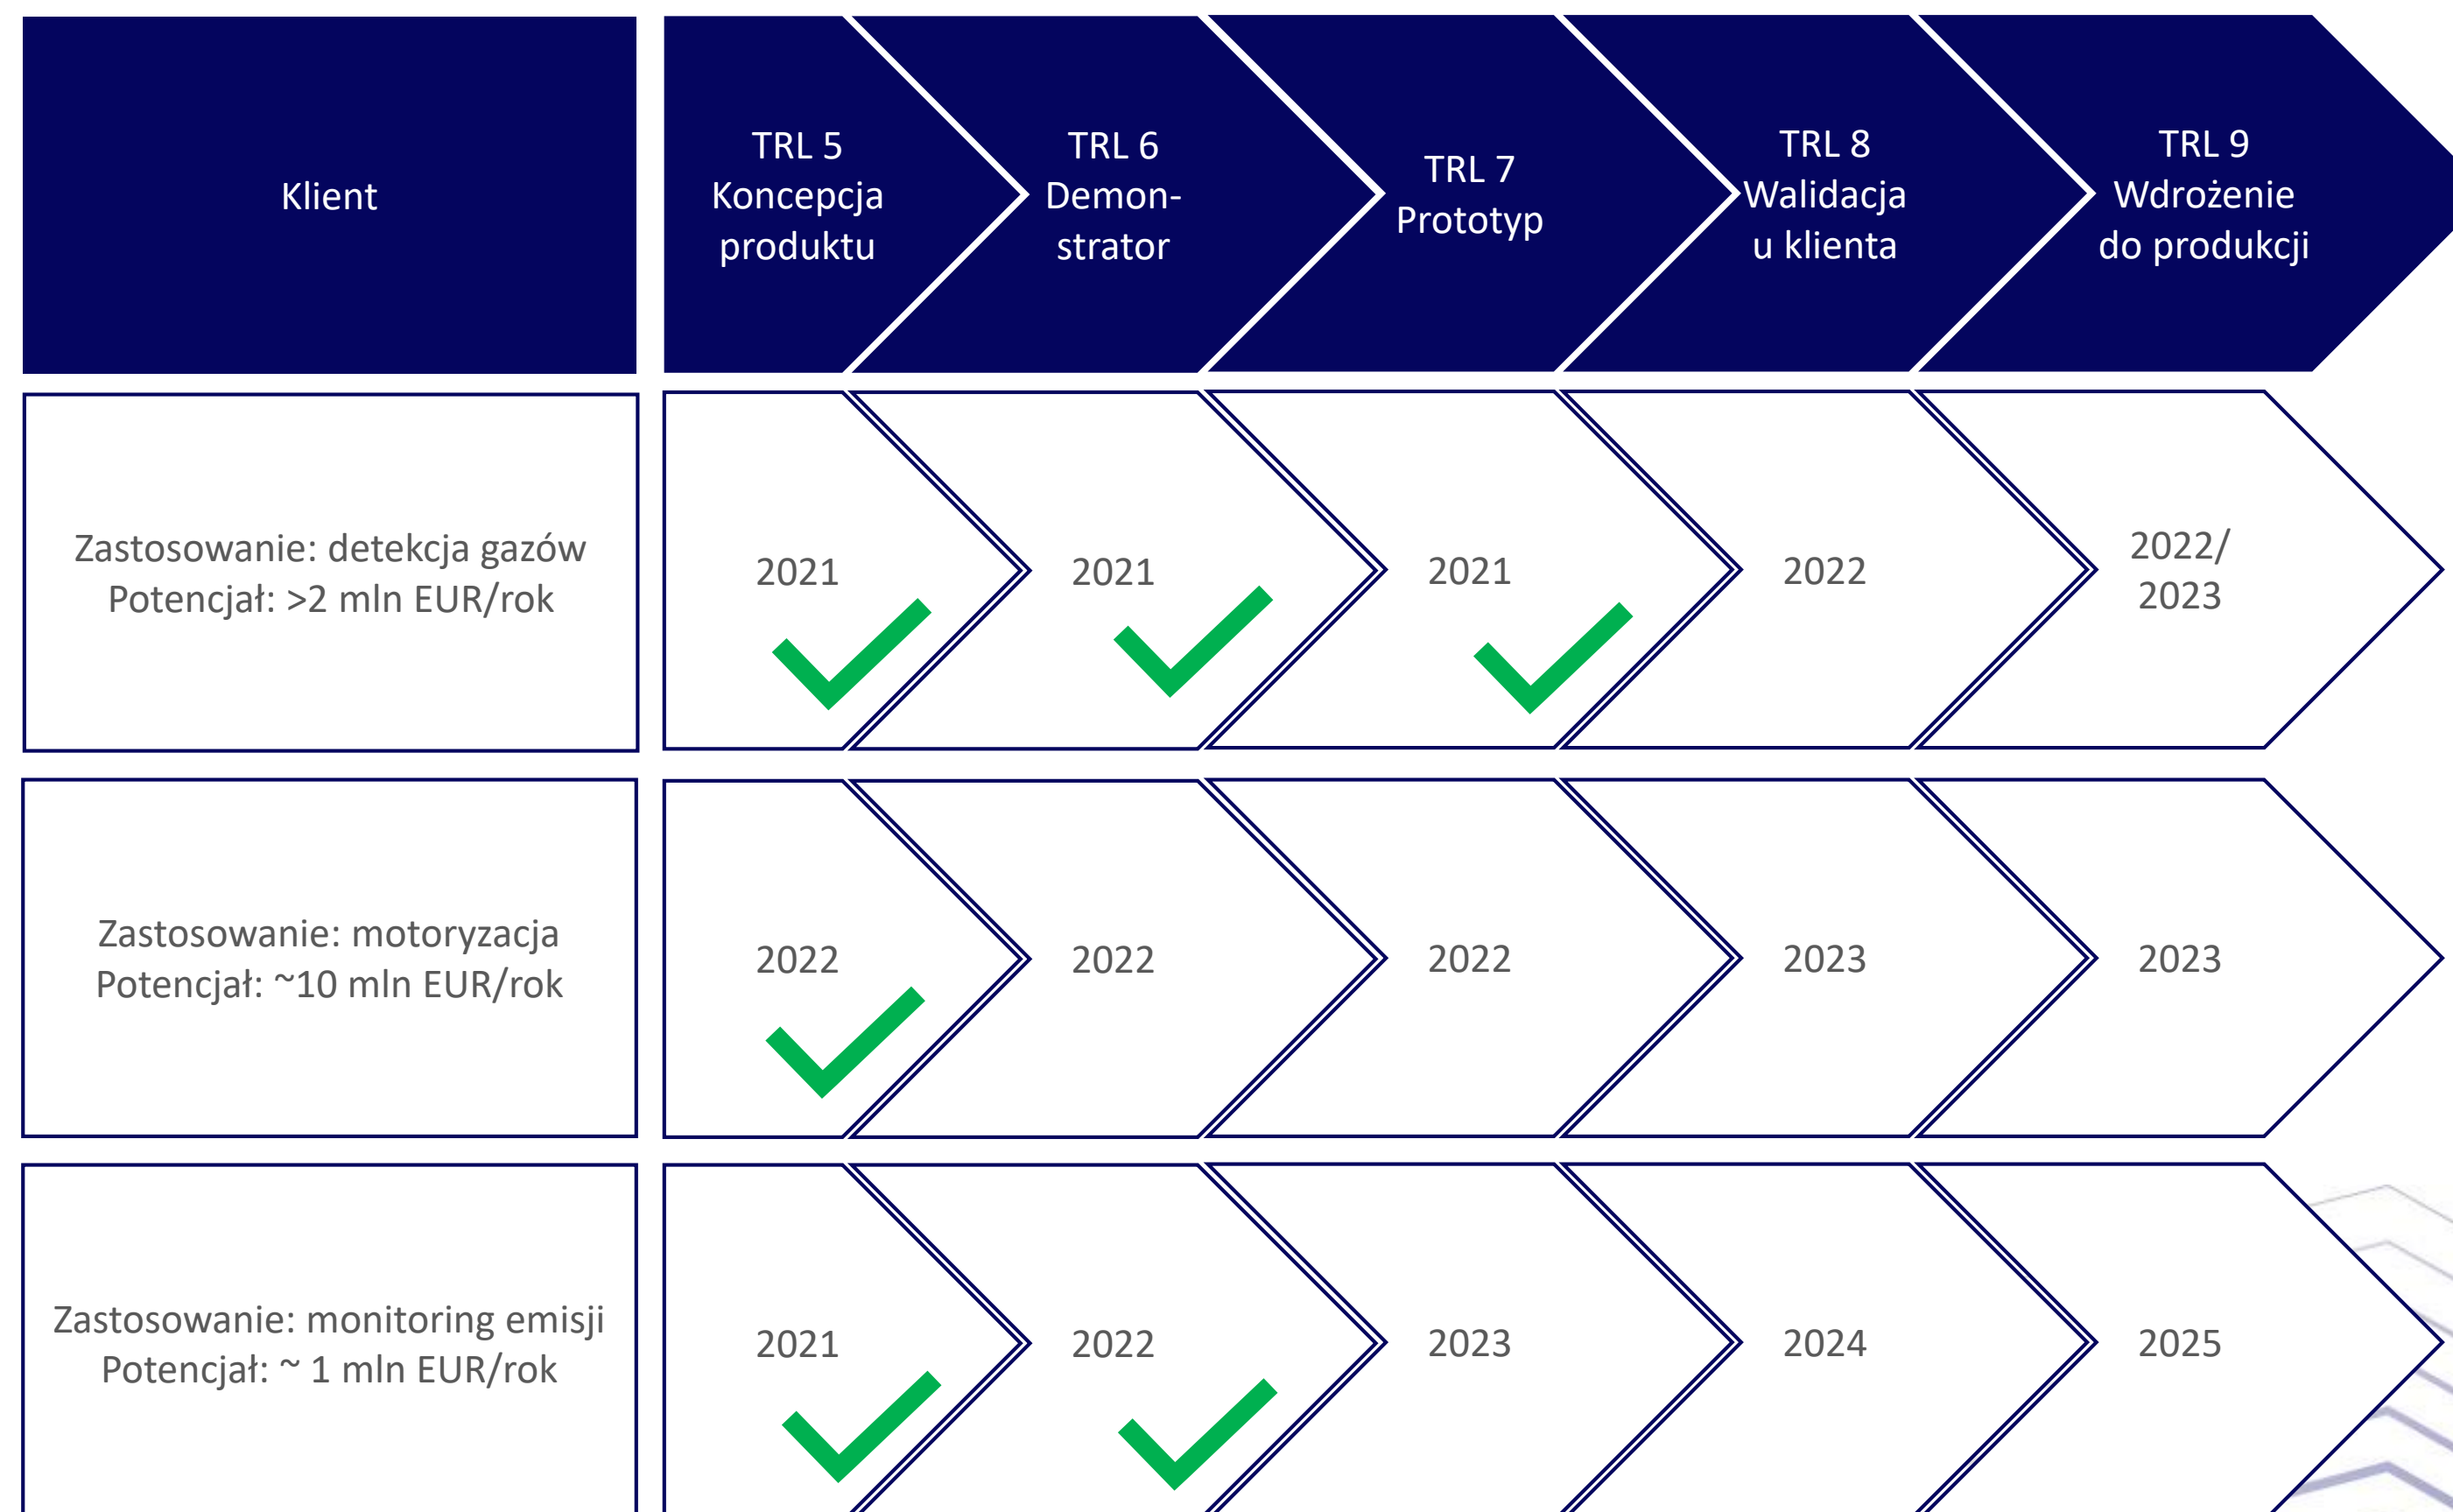 Klient
TRL 5
Koncepcja
produktu
TRL 6
Demon-
strator
TRL 7
Prototyp
TRL 8
Walidacja
u klienta
TRL 9
Wdrożenie
do produkcji
Zastosowanie: detekcja gazów
Potencjał: >2 mln EUR/rok
2021
2021
2021
2022
2022/
2023
Zastosowanie: motoryzacja
Potencjał: ~10 mln EUR/rok
2022
2022
2022
2023
2023
Zastosowanie: monitoring emisji
Potencjał: ~ 1 mln EUR/rok
2021
2022
2023
2024
2025